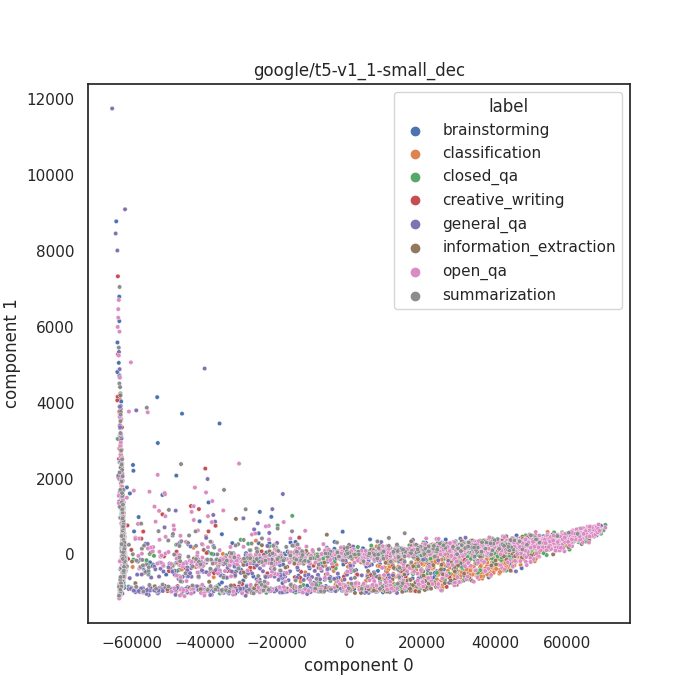 google/t5-v1_1-small_dec
12000
10000
8000
6000
4000
2000
0
component 1
label
brainstorming
classification
closed_qa
creative_writing
general_qa
information_extraction
open_qa
summarization
−60000 −40000 −20000 0 20000 40000 60000
component 0